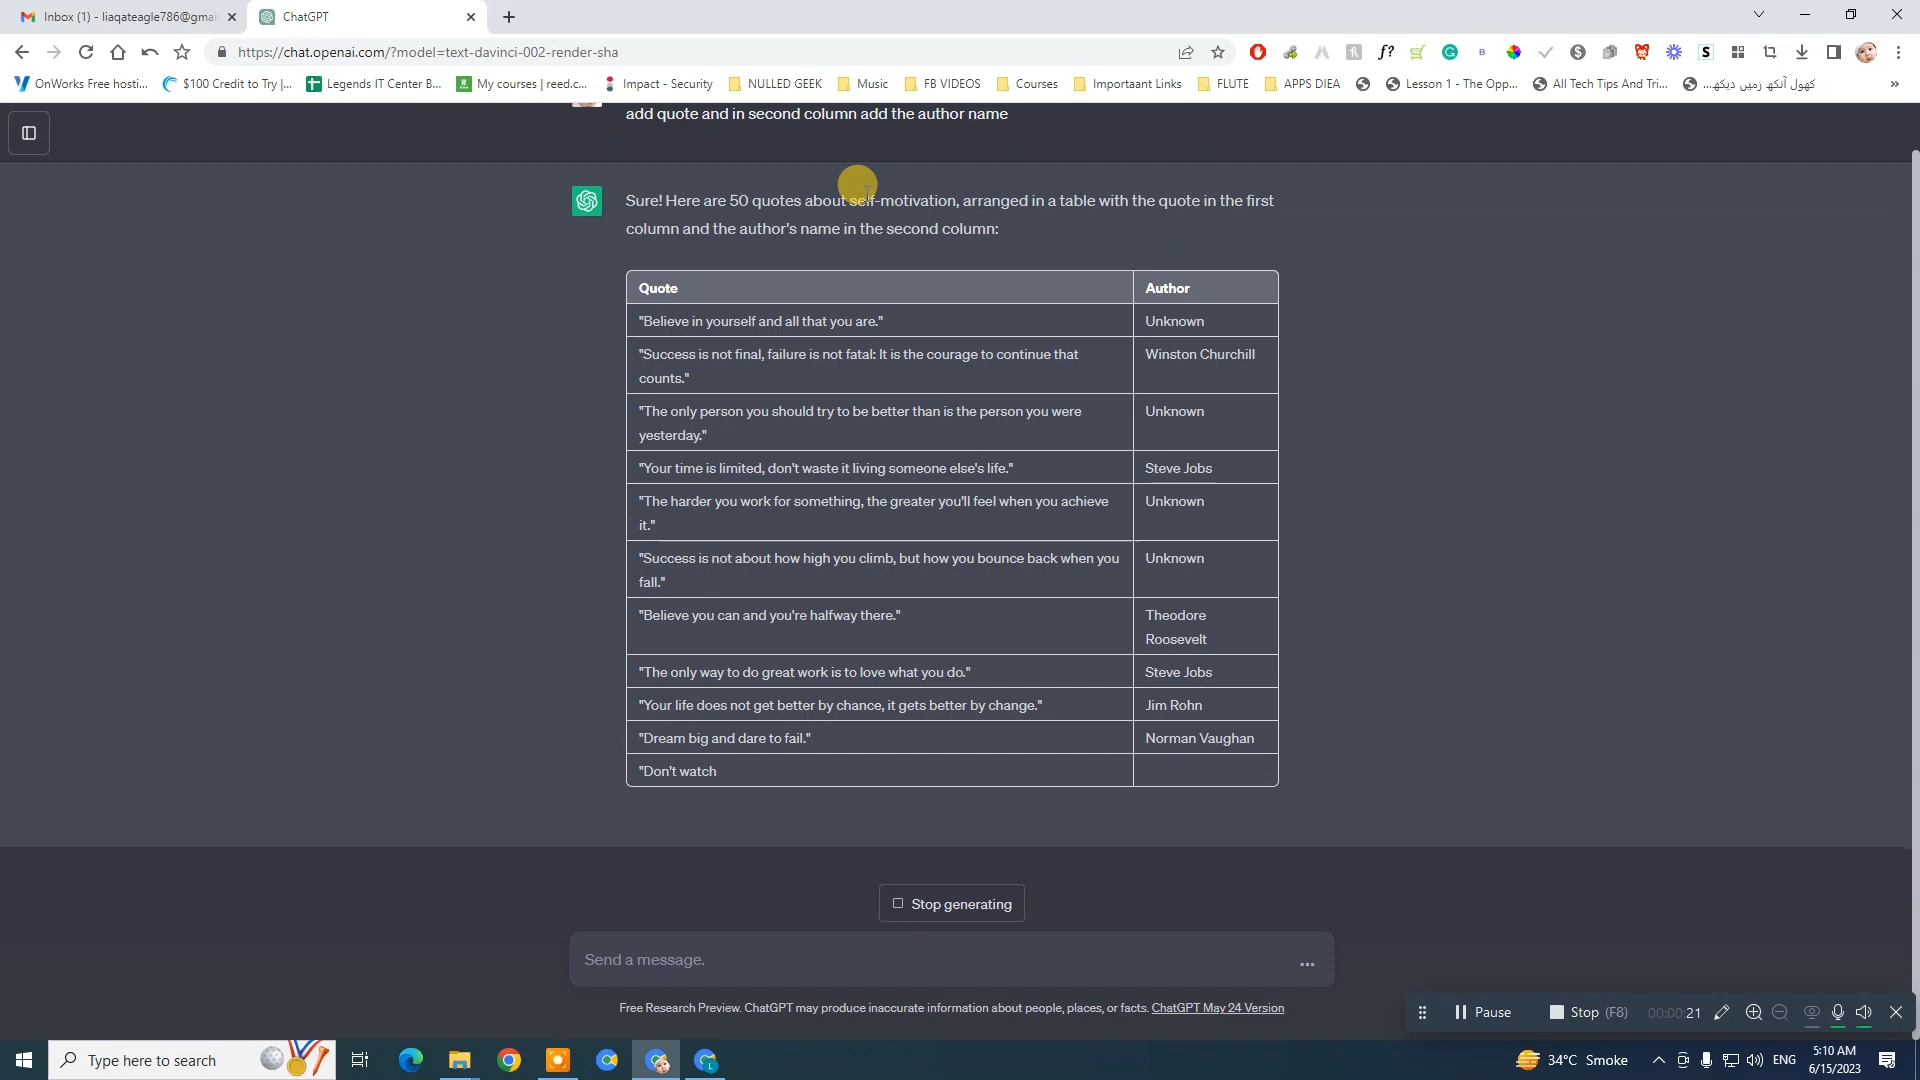 Inbox (1) - liaqateagle786@gmai
ChatGPT
https://chat.openai.com/?model=text-davinci-002-render-sha
f?
B
S
OnWorks Free hosti...
$100 Credit to Try |...
Legends IT Center B...
My courses | reed.c...
Impact - Security
NULLED GEEK
Music
FB VIDEOS
Courses
Importaant Links
FLUTE
APPS DIEA
Lesson 1 - The Opp...
All Tech Tips And Tri...
کھول آنکھ زمیں دیکھ...
»
add quote and in second column add the author name
Sure! Here are 50 quotes about self-motivation, arranged in a table with the quote in the first
column and the author's name in the second column:
Quote Author
"Believe in yourself and all that you are." Unknown
"Success is not final, failure is not fatal: It is the courage to continue that Winston Churchill
counts."
"The only person you should try to be better than is the person you were Unknown
yesterday."
"Your time is limited, don't waste it living someone else's life." Steve Jobs
"The harder you work for something, the greater you'll feel when you achieve Unknown
it."
"Success is not about how high you climb, but how you bounce back when you Unknown
fall."
"Believe you can and you're halfway there." Theodore
Roosevelt
"The only way to do great work is to love what you do." Steve Jobs
"Your life does not get better by chance, it gets better by change." Jim Rohn
"Dream big and dare to fail." Norman Vaughan
"Don't watch
Stop generating
Send a message.
Free Research Preview. ChatGPT may produce inaccurate information about people, places, or facts. ChatGPT May 24 Version
Pause
Stop (F8)
00:00:21
Type here to search
34°C Smoke
ENG
5:10 AM
6/15/2023